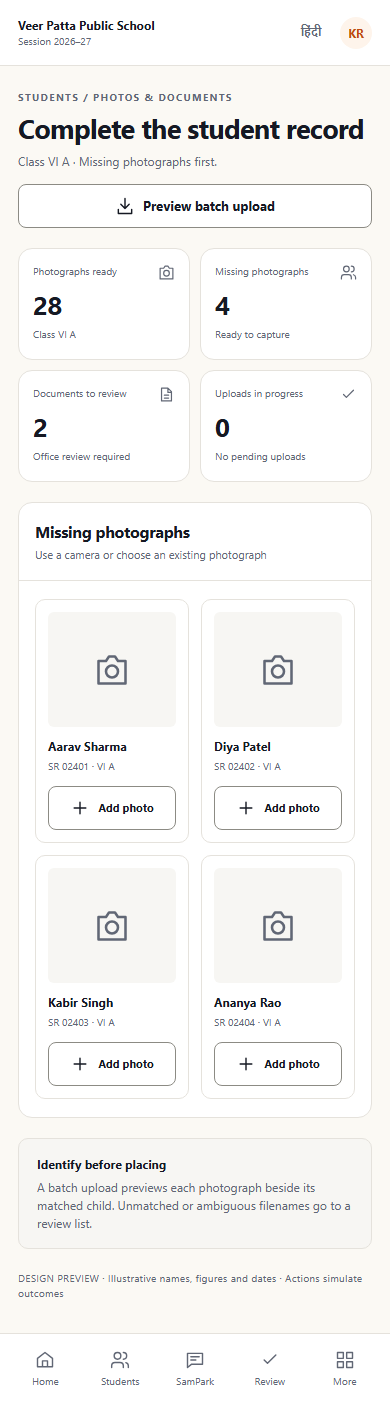 Veer Patta Public School
Session 2026–27
हिंदी
KR
STUDENTS / PHOTOS & DOCUMENTS
Complete the student record
Class VI A · Missing photographs first.
Preview batch upload
Photographs ready
28
Class VI A
Missing photographs
4
Ready to capture
Documents to review
2
Office review required
Uploads in progress
0
No pending uploads
Missing photographs
Use a camera or choose an existing photograph
Aarav Sharma
SR 02401 · VI A
Add photo
Diya Patel
SR 02402 · VI A
Add photo
Kabir Singh
SR 02403 · VI A
Add photo
Ananya Rao
SR 02404 · VI A
Add photo
Identify before placing
A batch upload previews each photograph beside its
matched child. Unmatched or ambiguous filenames go to a
review list.
DESIGN PREVIEW · Illustrative names, figures and dates · Actions simulate
outcomes
Home
Students
SamPark
Review
More